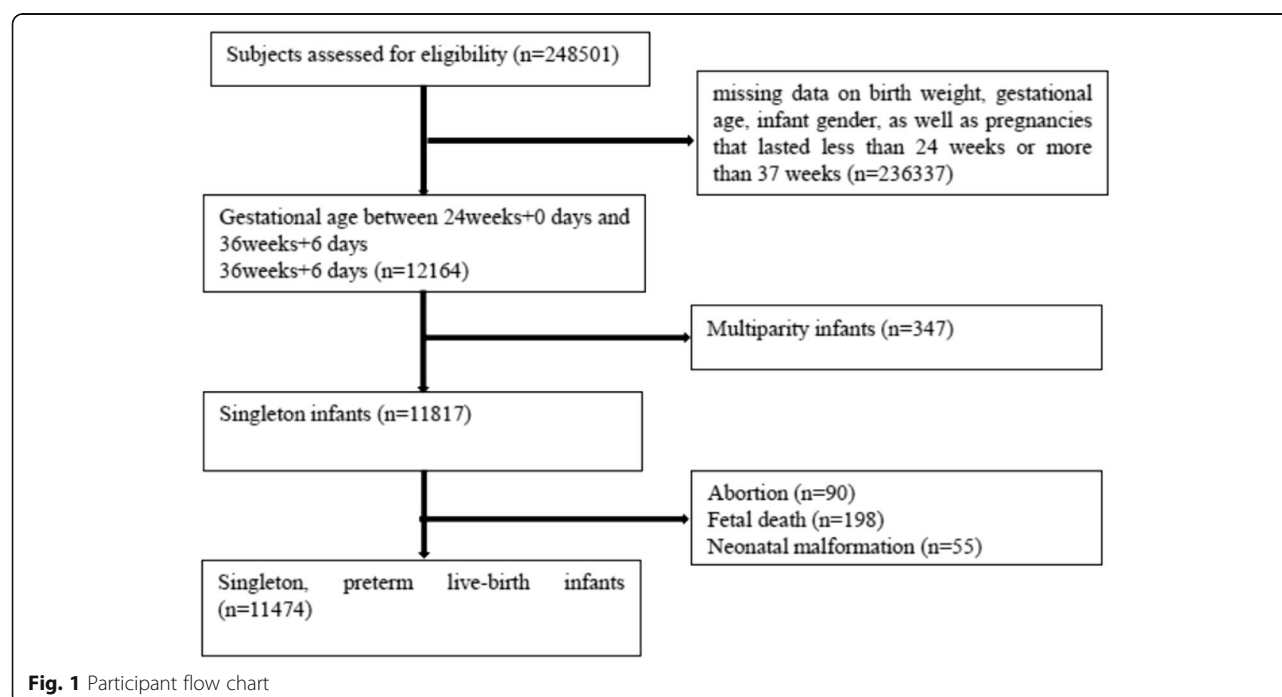 Subjects assessed for eligibility (n=248501)
missing data on birth weight, gestational
age, infant gender, as well as pregnancies
that lasted less than 24 weeks or more
than 37 weeks (n=236337)
Gestational age between 24weeks+0 days and
36weeks+6 days
36weeks+6 days (n=12164)
Multiparity infants (n=347)
Singleton infants (n=11817)
Abortion (n=90)
Fetal death (n=198)
Neonatal malformation (n=55)
Singleton, preterm live-birth infants
(n=11474)
Fig. 1 Participant flow chart